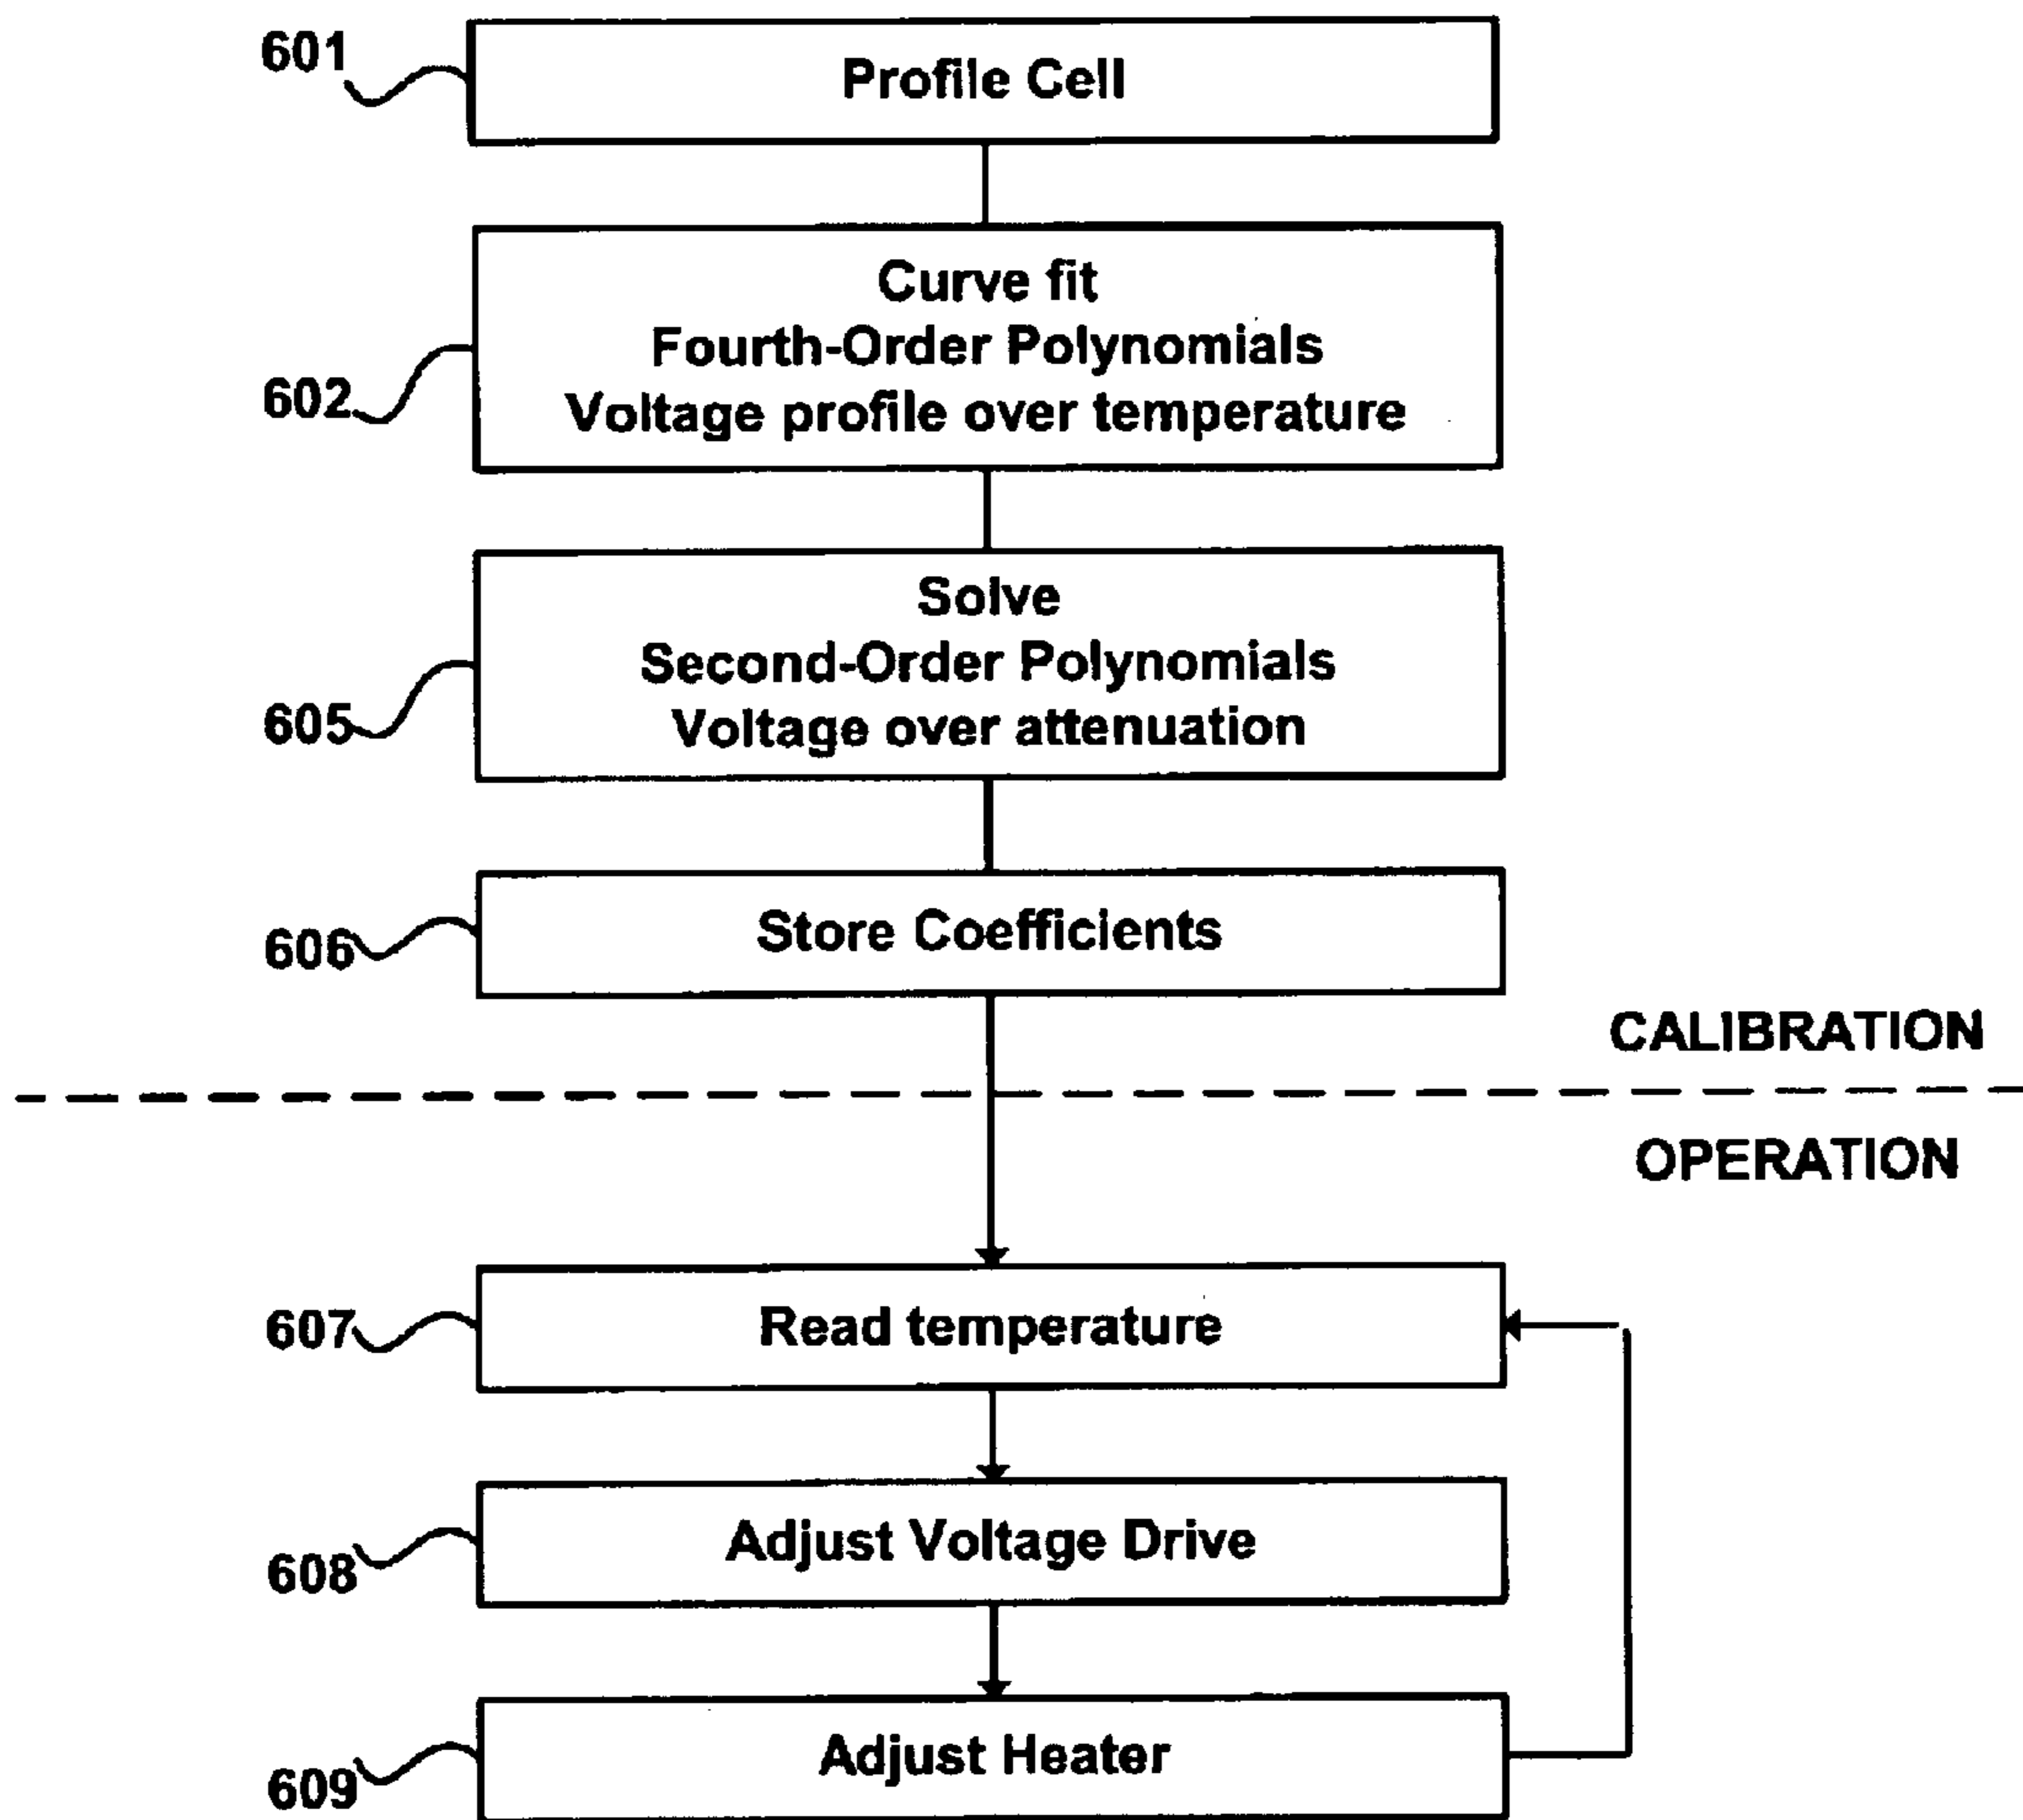 601
Profile Cell
Curve fit
Fourth-Order Polynomials
602
Voltage profile over temperature
Solve
Second-Order Polynomials
605
Voltage over attenuation
606
Store Coefficients
CALIBRATION
OPERATION
607
Read temperature
608
Adjust Voltage Drive
609
Adjust Heater